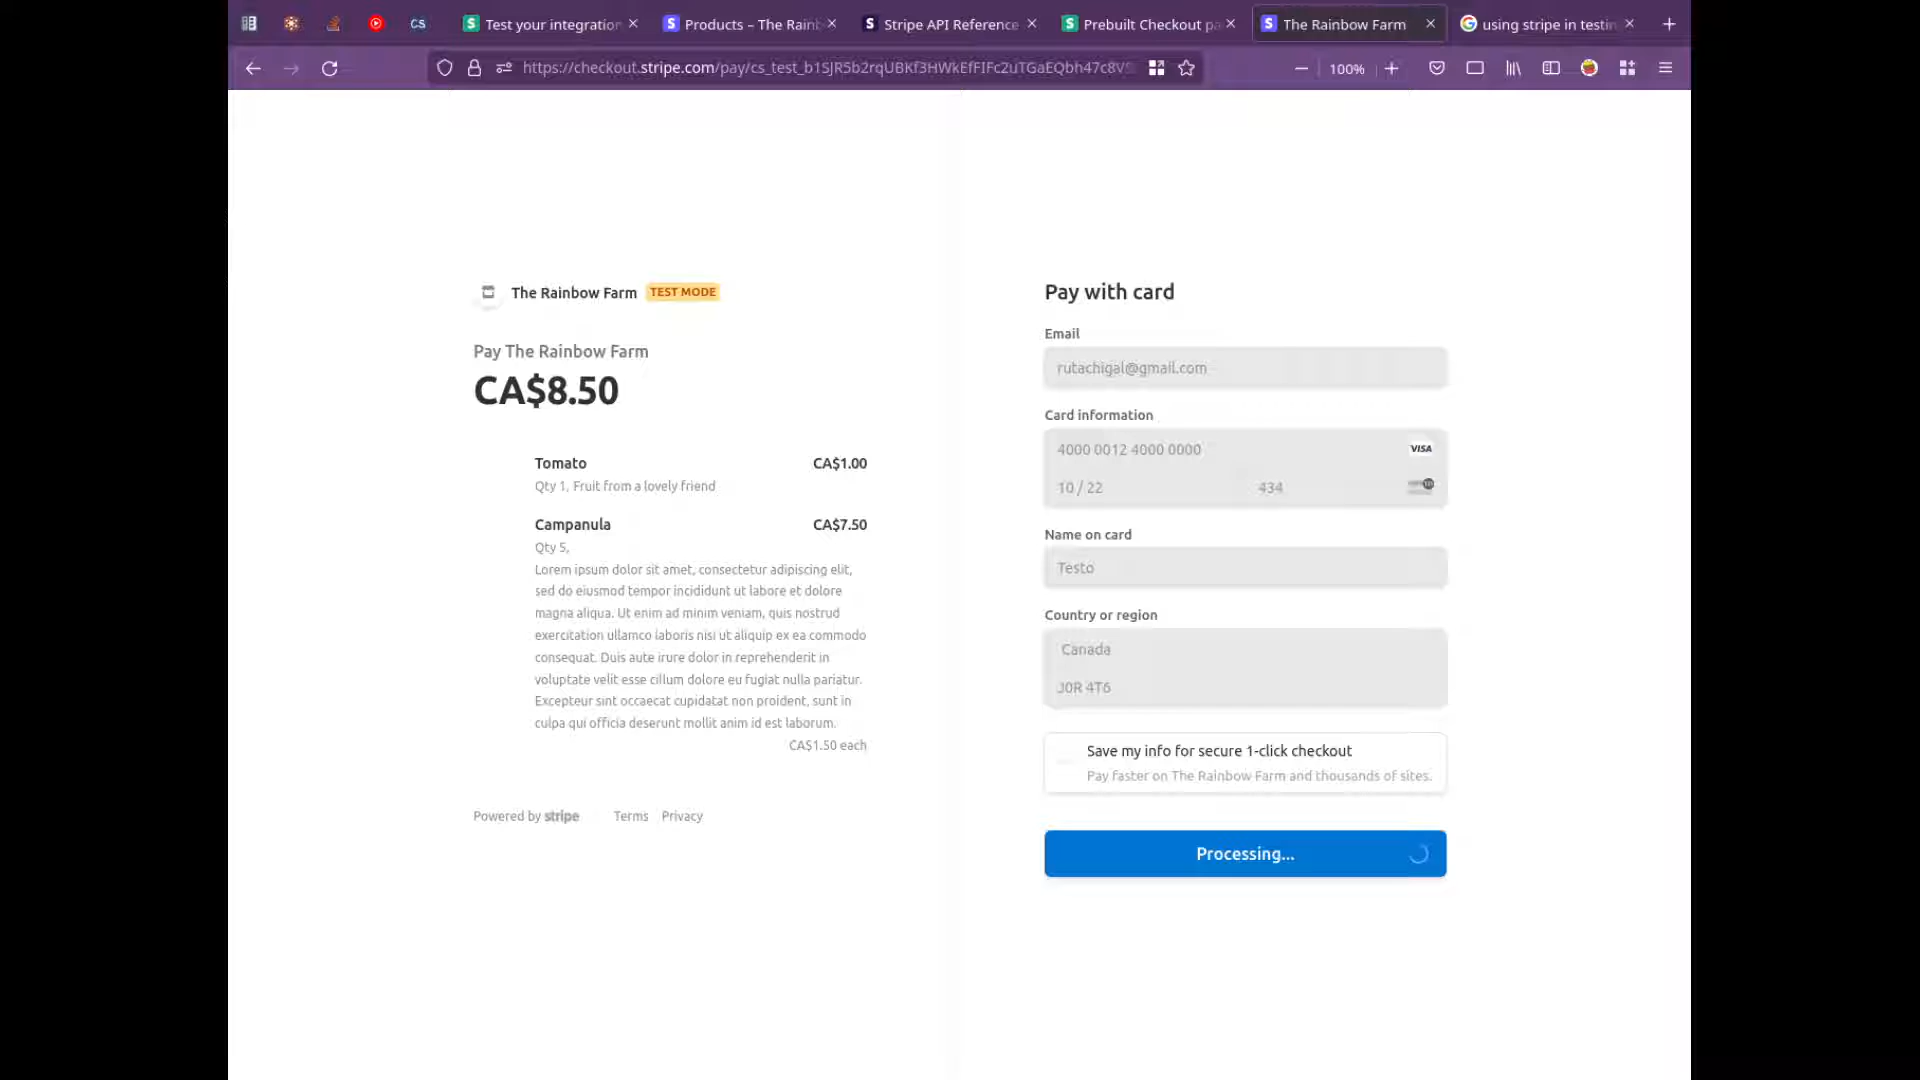 CS
Test your integration
Products – The Rainb
Stripe API Reference
Prebuilt Checkout pa
The Rainbow Farm
using stripe in testin
https://checkout.stripe.com/pay/cs_test_b1SJR5b2rqUBKf3HWkEfFIFc2uTGaEQbh47c8VS
100%
The Rainbow Farm TEST MODE
Pay The Rainbow Farm
CA$8.50
Tomato CA$1.00
Qty 1, Fruit from a lovely friend
Campanula CA$7.50
Qty 5,
Lorem ipsum dolor sit amet, consectetur adipiscing elit,
sed do eiusmod tempor incididunt ut labore et dolore
magna aliqua. Ut enim ad minim veniam, quis nostrud
exercitation ullamco laboris nisi ut aliquip ex ea commodo
consequat. Duis aute irure dolor in reprehenderit in
voluptate velit esse cillum dolore eu fugiat nulla pariatur.
Excepteur sint occaecat cupidatat non proident, sunt in
culpa qui officia deserunt mollit anim id est laborum.
CA$1.50 each
Powered by stripe Terms Privacy
Pay with card
Email
rutachigal@gmail.com
Card information
4000 0012 4000 0000 VISA
10 / 22 434
Name on card
Testo
Country or region
Canada
J0R 4T6
Save my info for secure 1-click checkout
Pay faster on The Rainbow Farm and thousands of sites.
Processing...